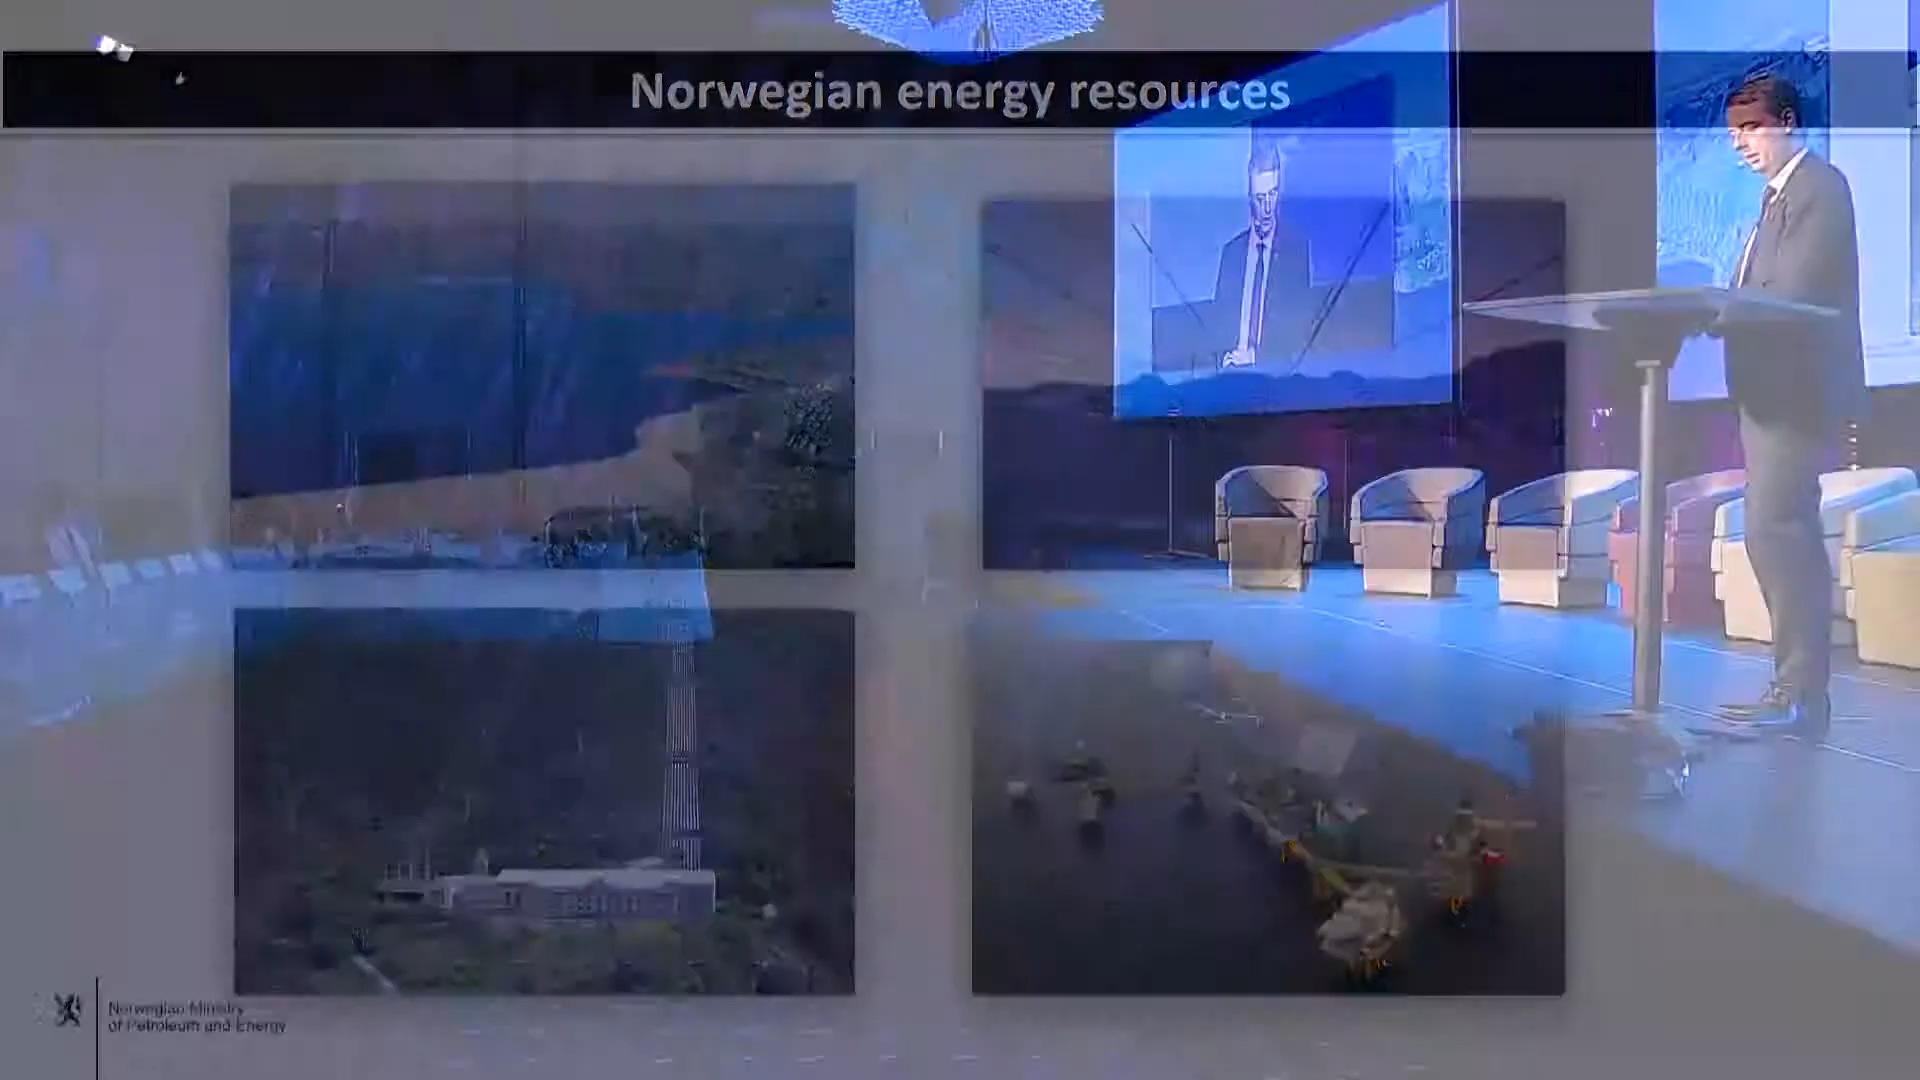 Norwegian energy resources
Norwegian Ministry
of Petroleum and Energy